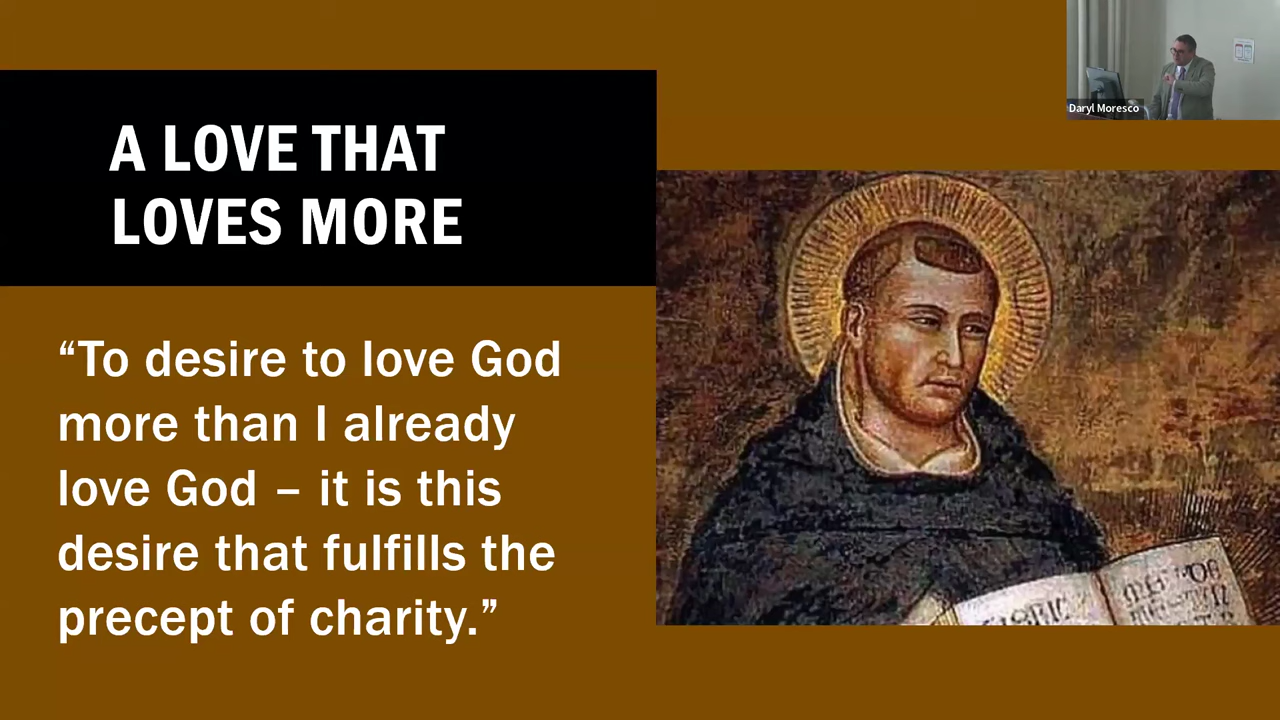 A LOVE THAT
LOVES MORE
“To desire to love God
more than I already
love God – it is this
desire that fulfills the
precept of charity.”
Daryl Moresco